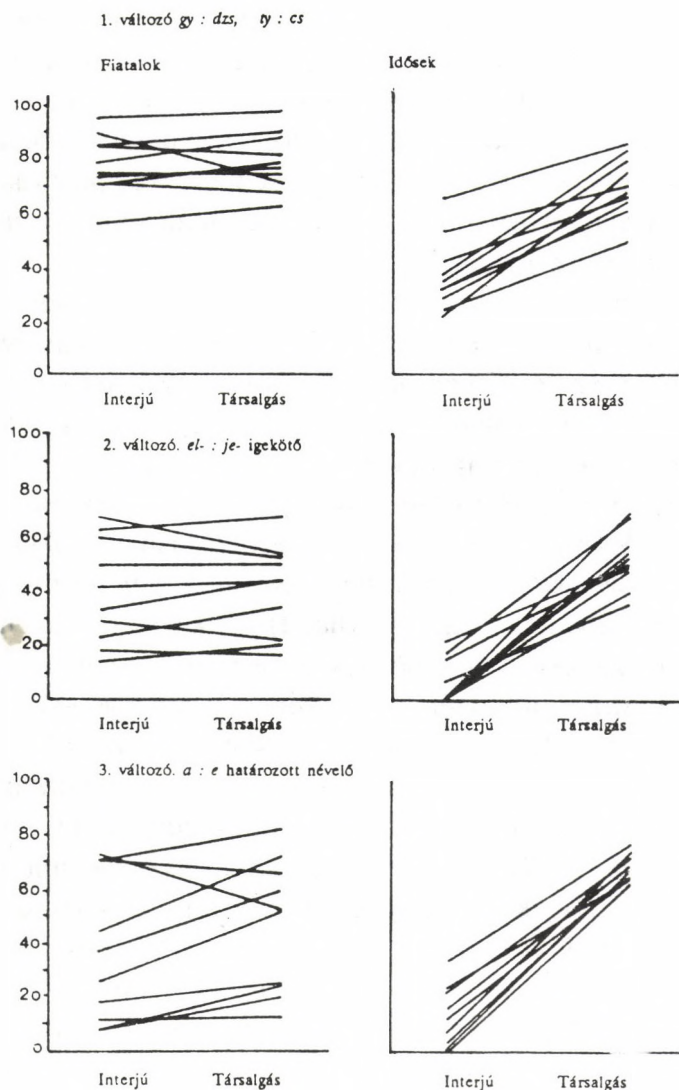 1. változó gy : dzs, ty : cs
Fiatalok
Idősek
100
80
60
40
20
0
Interjú Társalgás
Interjú Társalgás
2. változó. el- : je- igekötő
100
80
60
40
20
0
Interjú Társalgás
Interjú Társalgás
3. változó. a : e határozott névelő
100
80
60
40
20
0
Interjú Társalgás
Interjú Társalgás